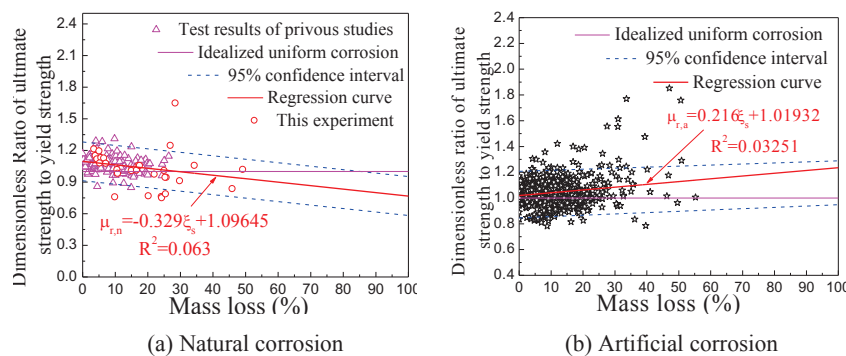 Dimensionless Ratio of ultimate
strength to yield strength
2.4
2.1
1.8
1.5
1.2
0.9
0.6
0.3
0.0
Test results of privous studies
Idealized uniform corrosion
95% confidence interval
Regression curve
This experiment
μr,n=-0.329ξs+1.09645
R²=0.063
0 10 20 30 40 50 60 70 80 90 100
Mass loss (%)
(a) Natural corrosion
Dimensionless ratio of ultimate
strength to yield strength
2.4
2.2
2.0
1.8
1.6
1.4
1.2
1.0
0.8
0.6
0.4
Idealized uniform corrosion
95% confidence interval
Regression curve
μr,a=0.216ξs+1.01932
R²=0.03251
0 10 20 30 40 50 60 70 80 90 100
Mass loss (%)
(b) Artificial corrosion